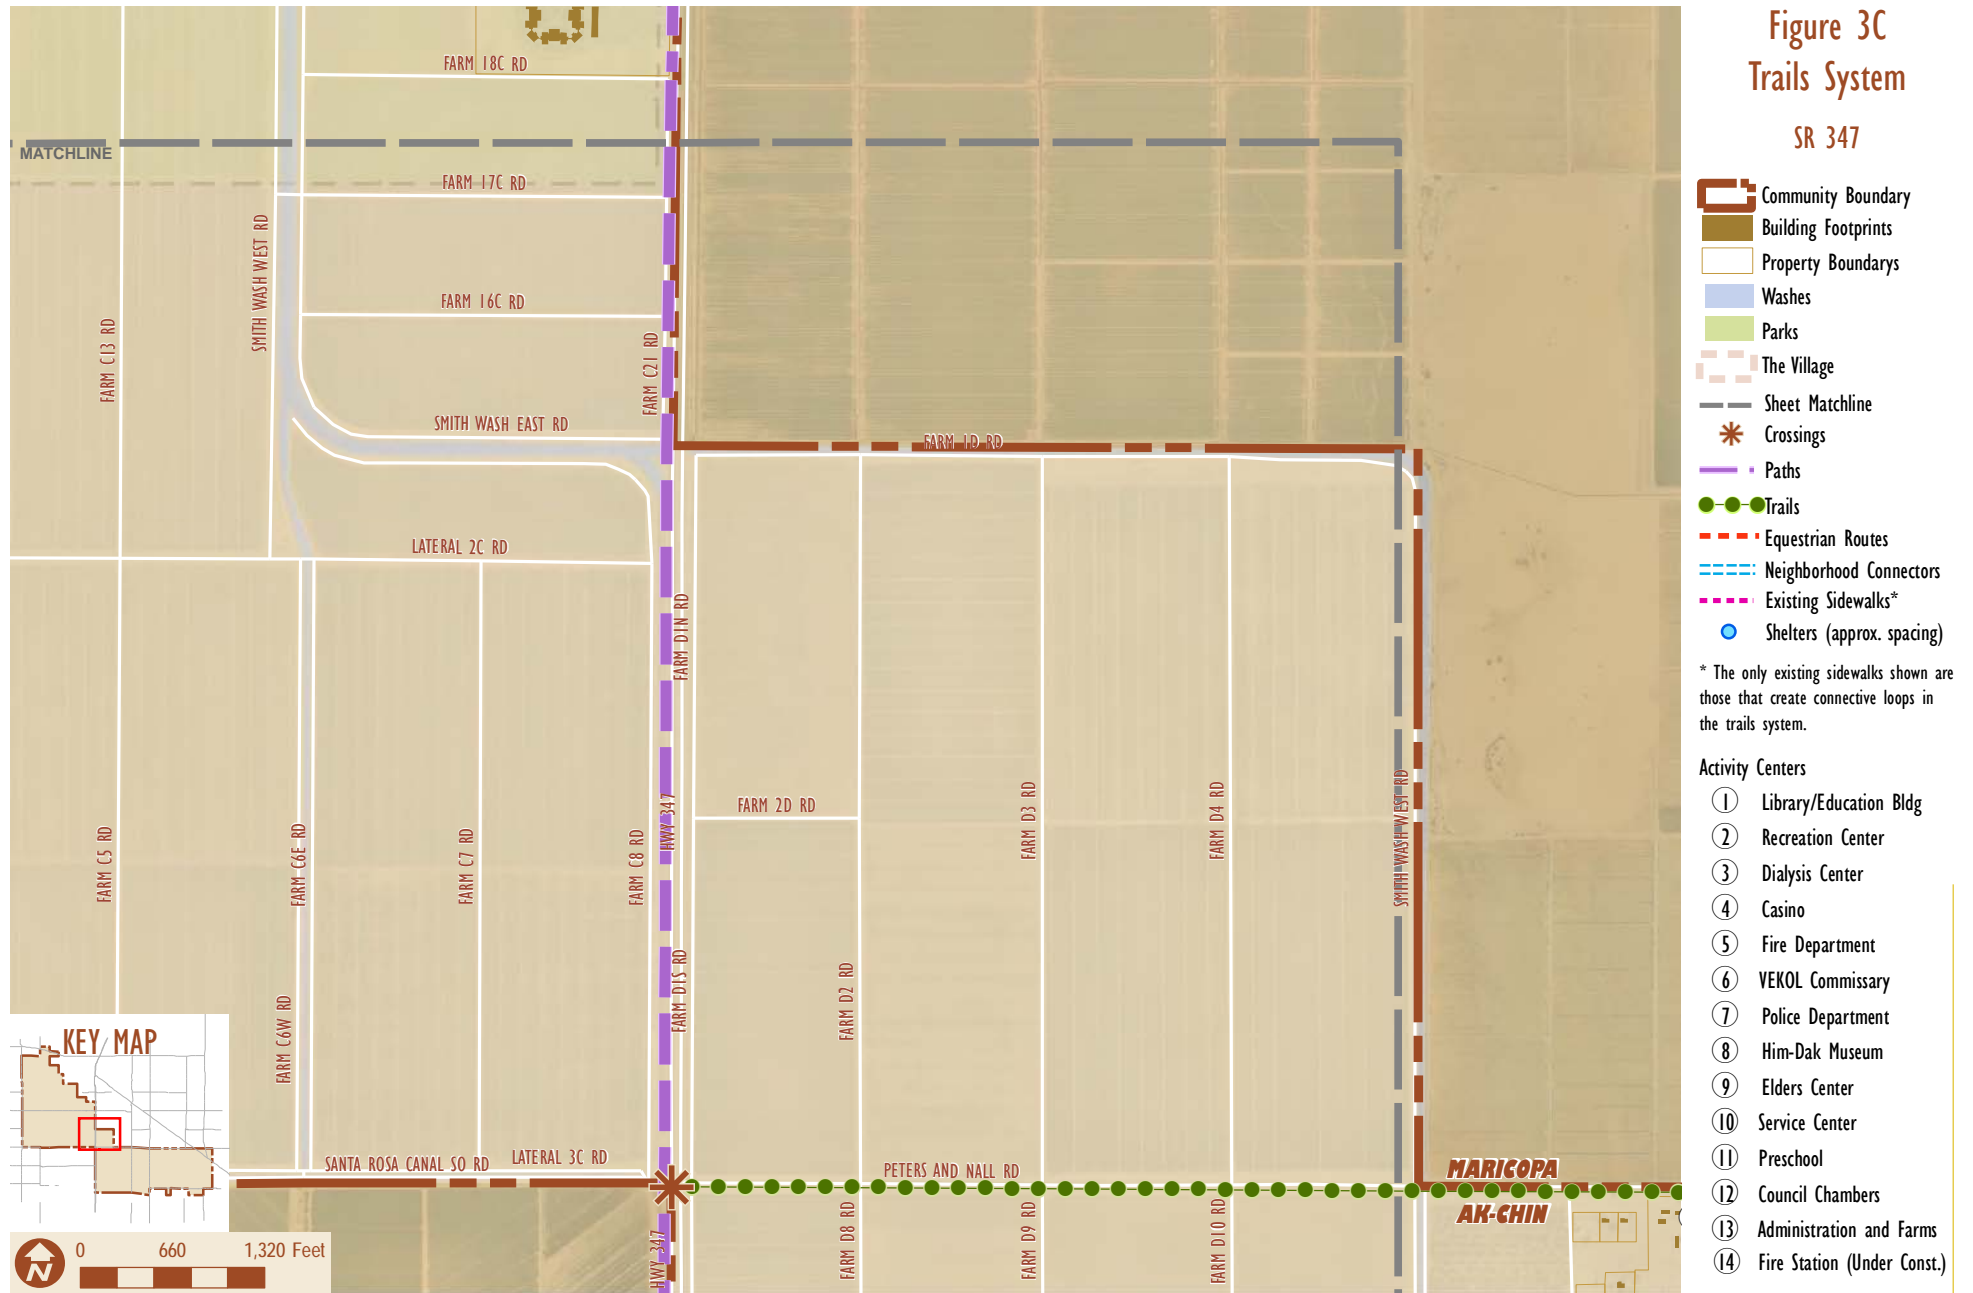 Figure 3C
Trails System
SR 347
Community Boundary
Building Footprints
Property Boundarys
Washes
Parks
The Village
Sheet Matchline
Crossings
Paths
Trails
Equestrian Routes
Neighborhood Connectors
Existing Sidewalks*
Shelters (approx. spacing)
* The only existing sidewalks shown are
those that create connective loops in
the trails system.
Activity Centers
1 Library/Education Bldg
2 Recreation Center
3 Dialysis Center
4 Casino
5 Fire Department
6 VEKOL Commissary
7 Police Department
8 Him-Dak Museum
9 Elders Center
10 Service Center
11 Preschool
12 Council Chambers
13 Administration and Farms
14 Fire Station (Under Const.)
FARM 18C RD
MATCHLINE
FARM 17C RD
SMITH WASH WEST RD
FARM 16C RD
FARM C13 RD
FARM C21 RD
SMITH WASH EAST RD
FARM 1D RD
LATERAL 2C RD
FARM D1N RD
FARM 2D RD
HWY 347
FARM C5 RD
FARM C6E RD
FARM C7 RD
FARM C8 RD
FARM D3 RD
FARM D4 RD
SMITH WASH WEST RD
FARM D1S RD
FARM D2 RD
FARM C6W RD
KEY MAP
SANTA ROSA CANAL SO RD
LATERAL 3C RD
PETERS AND NALL RD
MARICOPA
AK-CHIN
HWY 347
FARM D8 RD
FARM D9 RD
FARM D10 RD
N
0 660 1,320 Feet